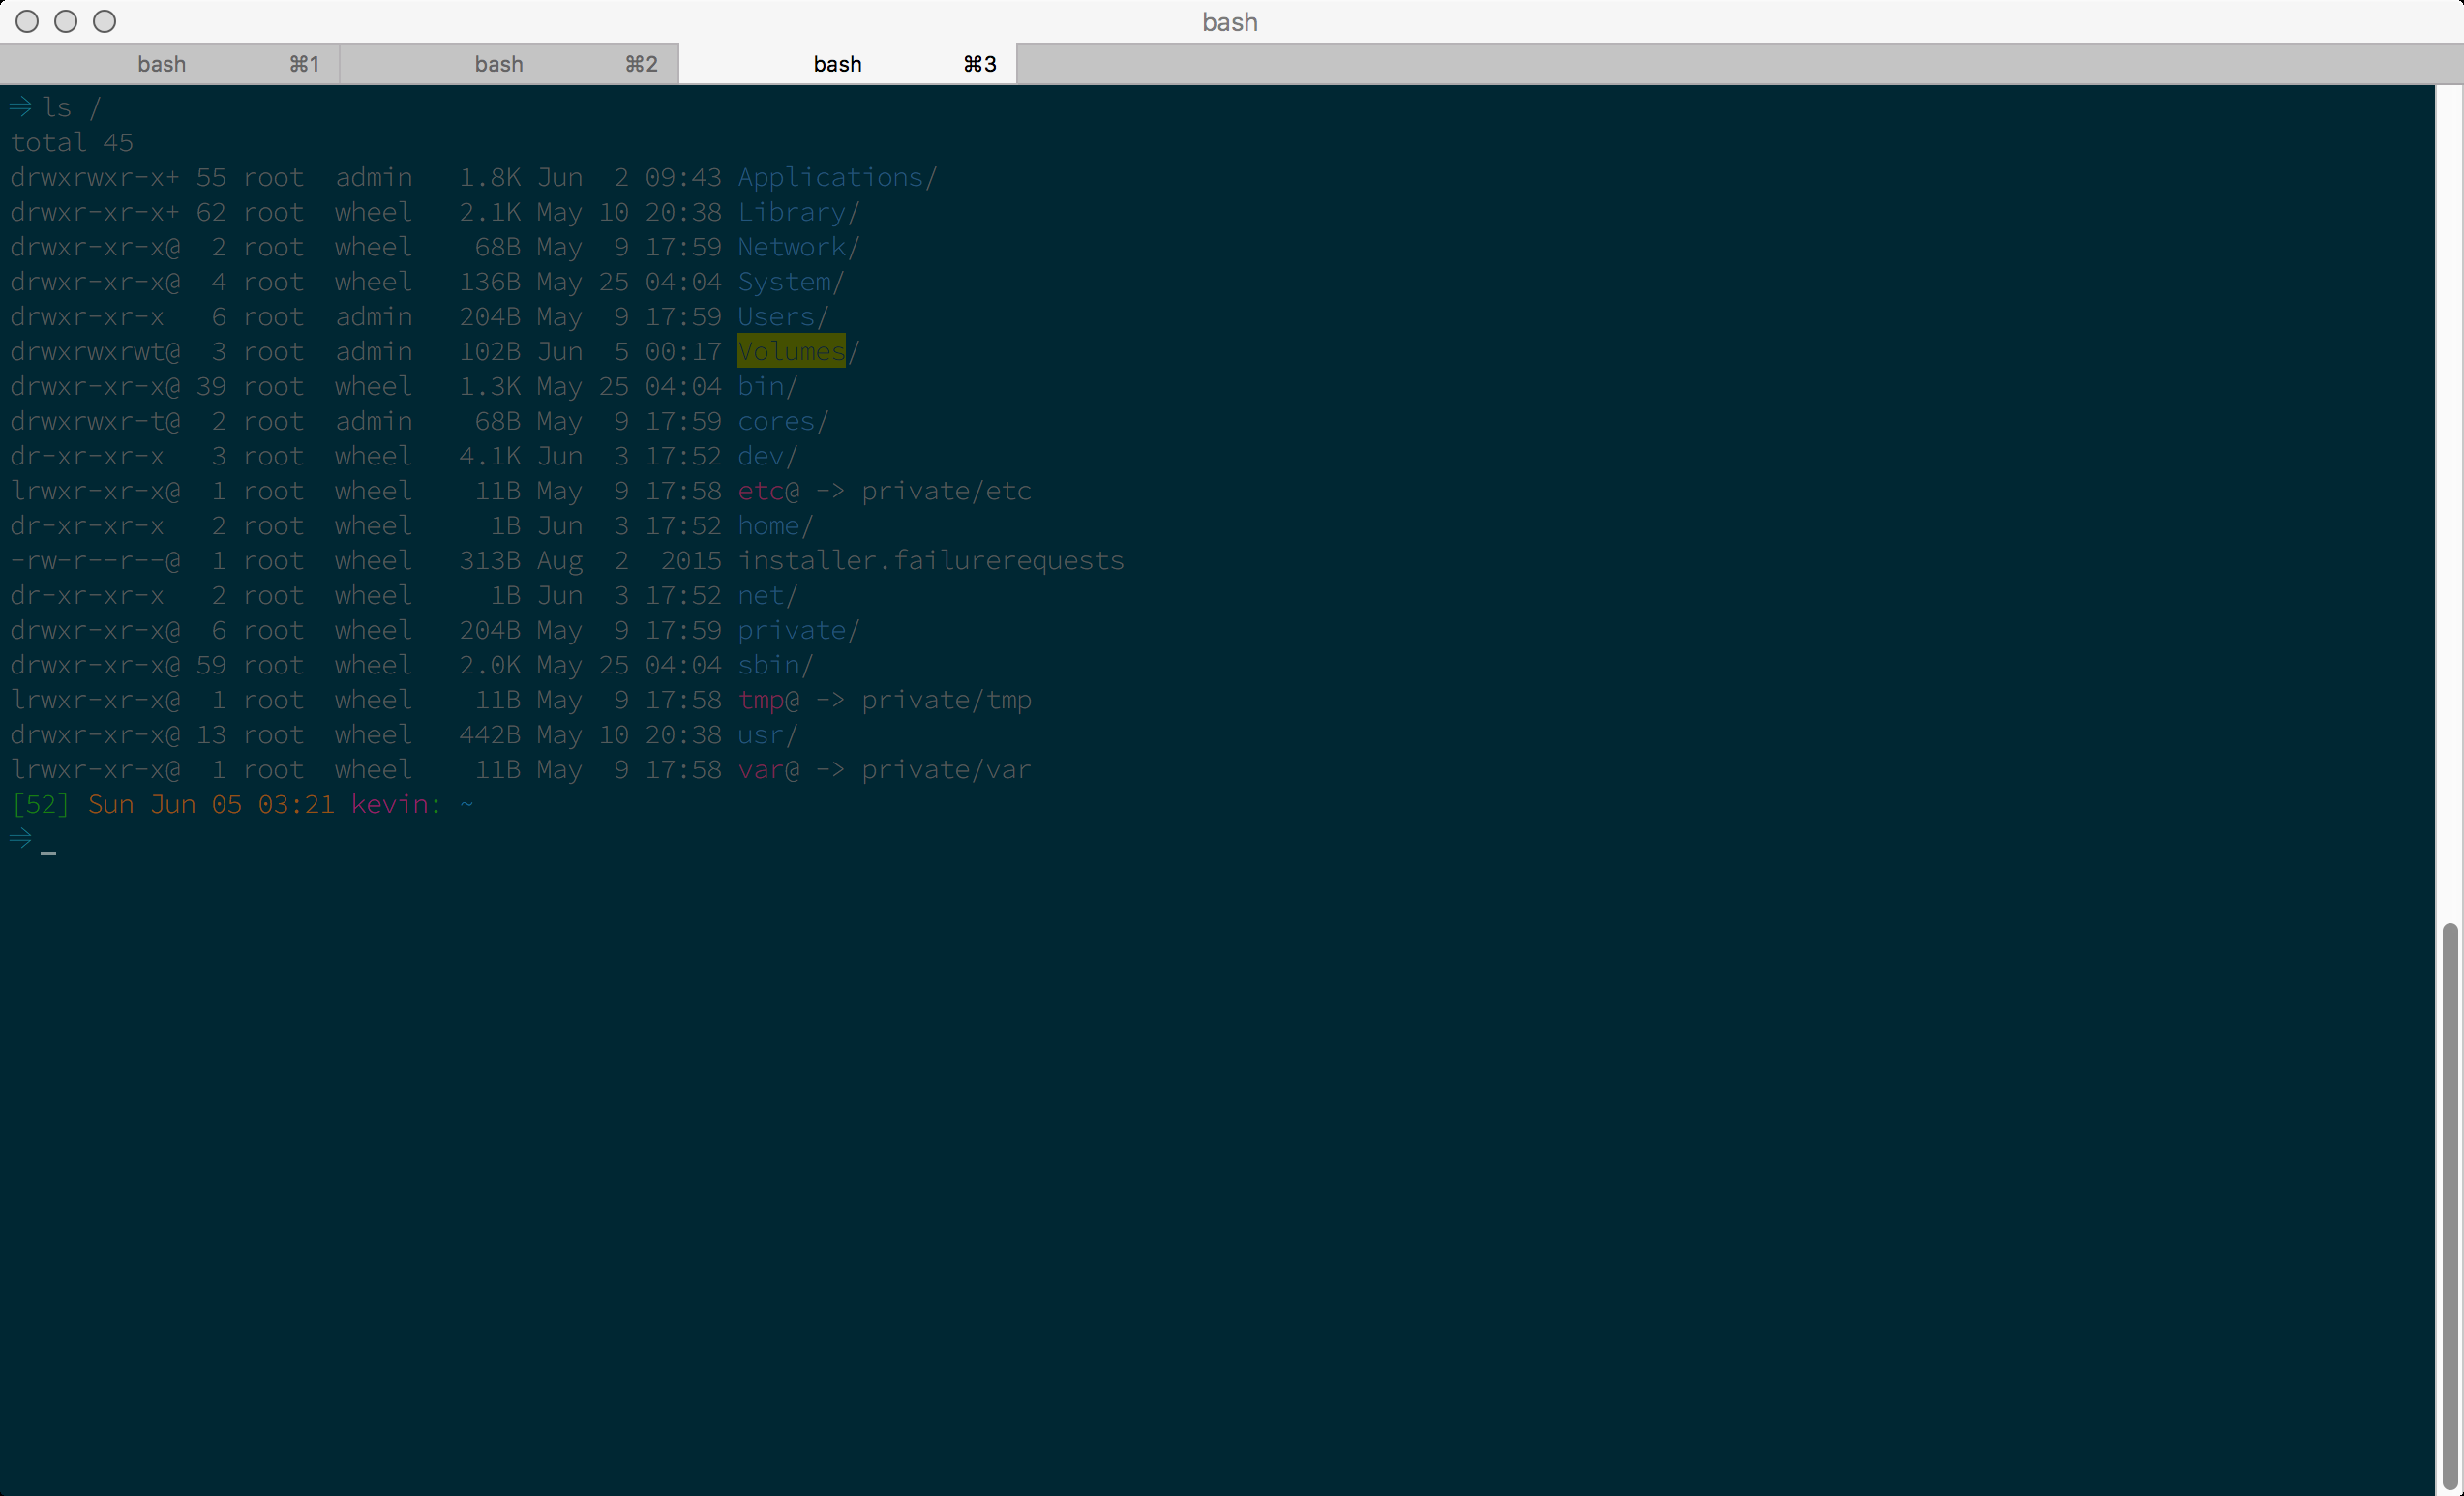 bash
bash ⌘1 bash ⌘2 bash ⌘3
⇒ ls /
total 45
drwxrwxr-x+ 55 root  admin   1.8K Jun  2 09:43 Applications/
drwxr-xr-x+ 62 root  wheel   2.1K May 10 20:38 Library/
drwxr-xr-x@  2 root  wheel    68B May  9 17:59 Network/
drwxr-xr-x@  4 root  wheel   136B May 25 04:04 System/
drwxr-xr-x   6 root  admin   204B May  9 17:59 Users/
drwxrwxrwt@  3 root  admin   102B Jun  5 00:17 Volumes/
drwxr-xr-x@ 39 root  wheel   1.3K May 25 04:04 bin/
drwxrwxr-t@  2 root  admin    68B May  9 17:59 cores/
dr-xr-xr-x   3 root  wheel   4.1K Jun  3 17:52 dev/
lrwxr-xr-x@  1 root  wheel    11B May  9 17:58 etc@ -> private/etc
dr-xr-xr-x   2 root  wheel     1B Jun  3 17:52 home/
-rw-r--r--@  1 root  wheel   313B Aug  2  2015 installer.failurerequests
dr-xr-xr-x   2 root  wheel     1B Jun  3 17:52 net/
drwxr-xr-x@  6 root  wheel   204B May  9 17:59 private/
drwxr-xr-x@ 59 root  wheel   2.0K May 25 04:04 sbin/
lrwxr-xr-x@  1 root  wheel    11B May  9 17:58 tmp@ -> private/tmp
drwxr-xr-x@ 13 root  wheel   442B May 10 20:38 usr/
lrwxr-xr-x@  1 root  wheel    11B May  9 17:58 var@ -> private/var
[52] Sun Jun 05 03:21 kevin: ~
⇒ _